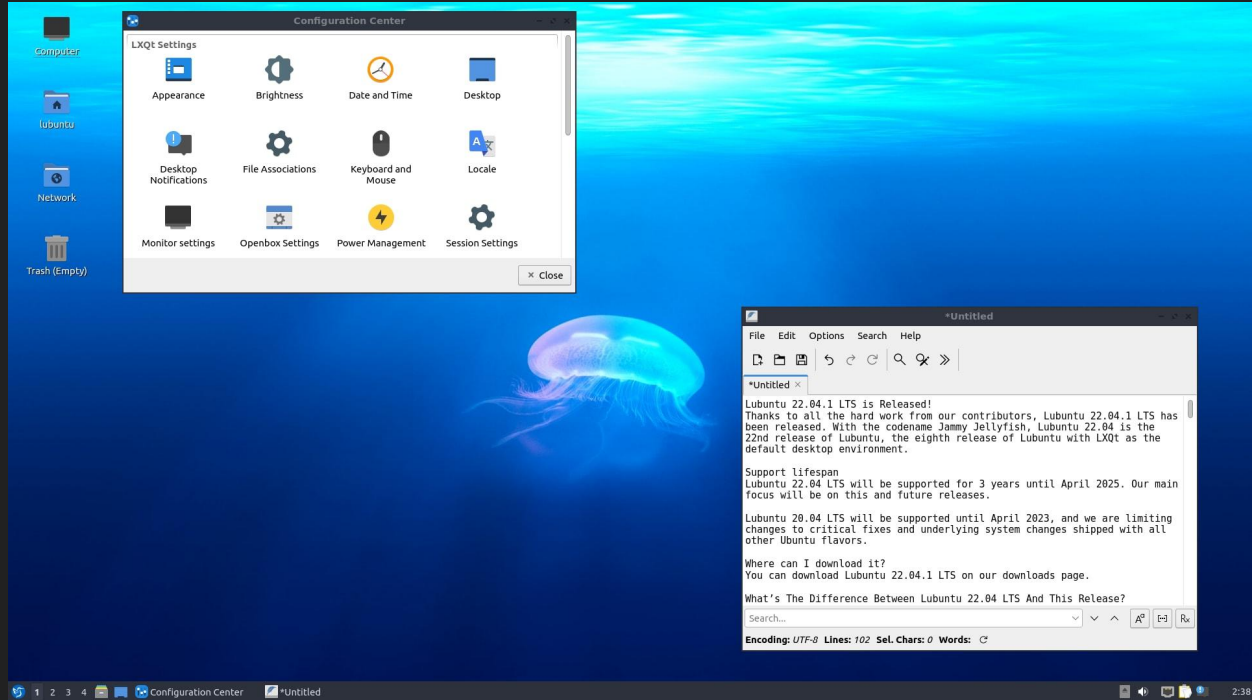 Computer
lubuntu
Network
Trash (Empty)
Configuration Center
LXQt Settings
Appearance
Brightness
Date and Time
Desktop
Desktop
Notifications
File Associations
Keyboard and
Mouse
Locale
Monitor settings
Openbox Settings
Power Management
Session Settings
Close
*Untitled
File Edit Options Search Help
*Untitled
Lubuntu 22.04.1 LTS is Released!
Thanks to all the hard work from our contributors, Lubuntu 22.04.1 LTS has
been released. With the codename Jammy Jellyfish, Lubuntu 22.04 is the
22nd release of Lubuntu, the eighth release of Lubuntu with LXQt as the
default desktop environment.
Support lifespan
Lubuntu 22.04 LTS will be supported for 3 years until April 2025. Our main
focus will be on this and future releases.
Lubuntu 20.04 LTS will be supported until April 2023, and we are limiting
changes to critical fixes and underlying system changes shipped with all
other Ubuntu flavors.
Where can I download it?
You can download Lubuntu 22.04.1 LTS on our downloads page.
What's The Difference Between Lubuntu 22.04 LTS And This Release?
Search...
Encoding: UTF-8 Lines: 102 Sel. Chars: 0 Words:
1 2 3 4 Configuration Center *Untitled 2:38